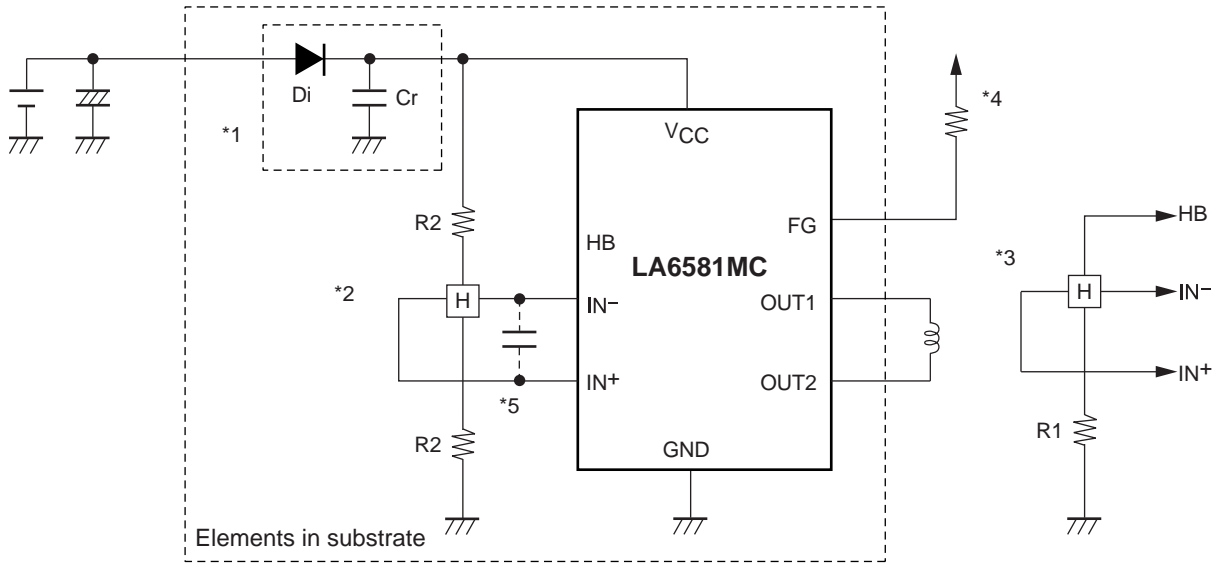 Di
Cr
*1
VCC
*4
R2
HB
FG
HB
LA6581MC
*3
*2
H
IN−
OUT1
H
IN−
IN+
OUT2
IN+
*5
R2
GND
R1
Elements in substrate